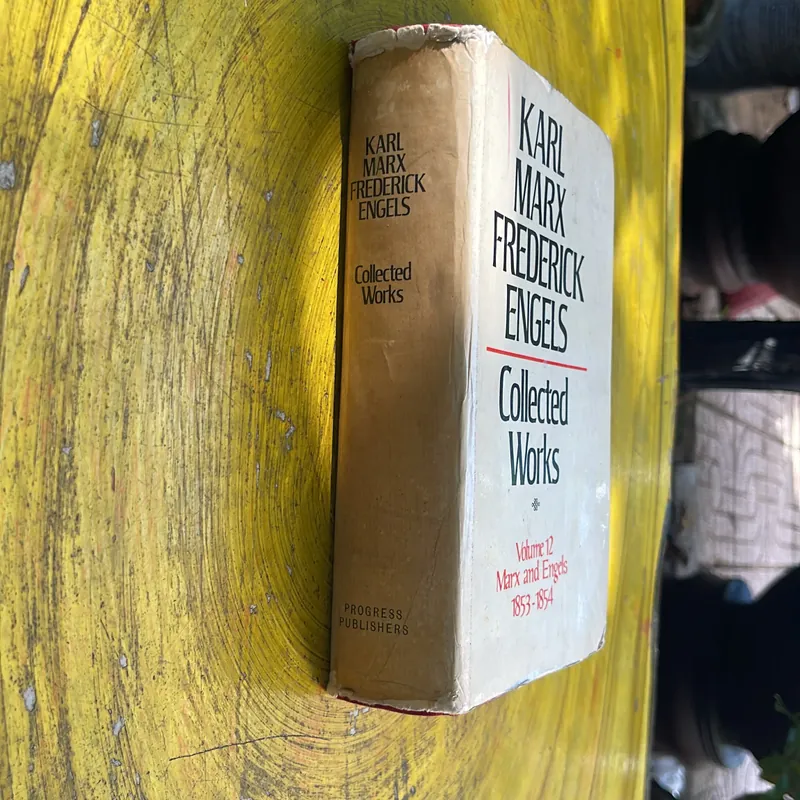 KARL
MARX
FREDERICK
ENGELS
Collected
Works
PROGRESS
PUBLISHERS
KARL
MARX
FREDERICK
ENGELS
Collected
Works
Volume 12
Marx and Engels
1853-1854